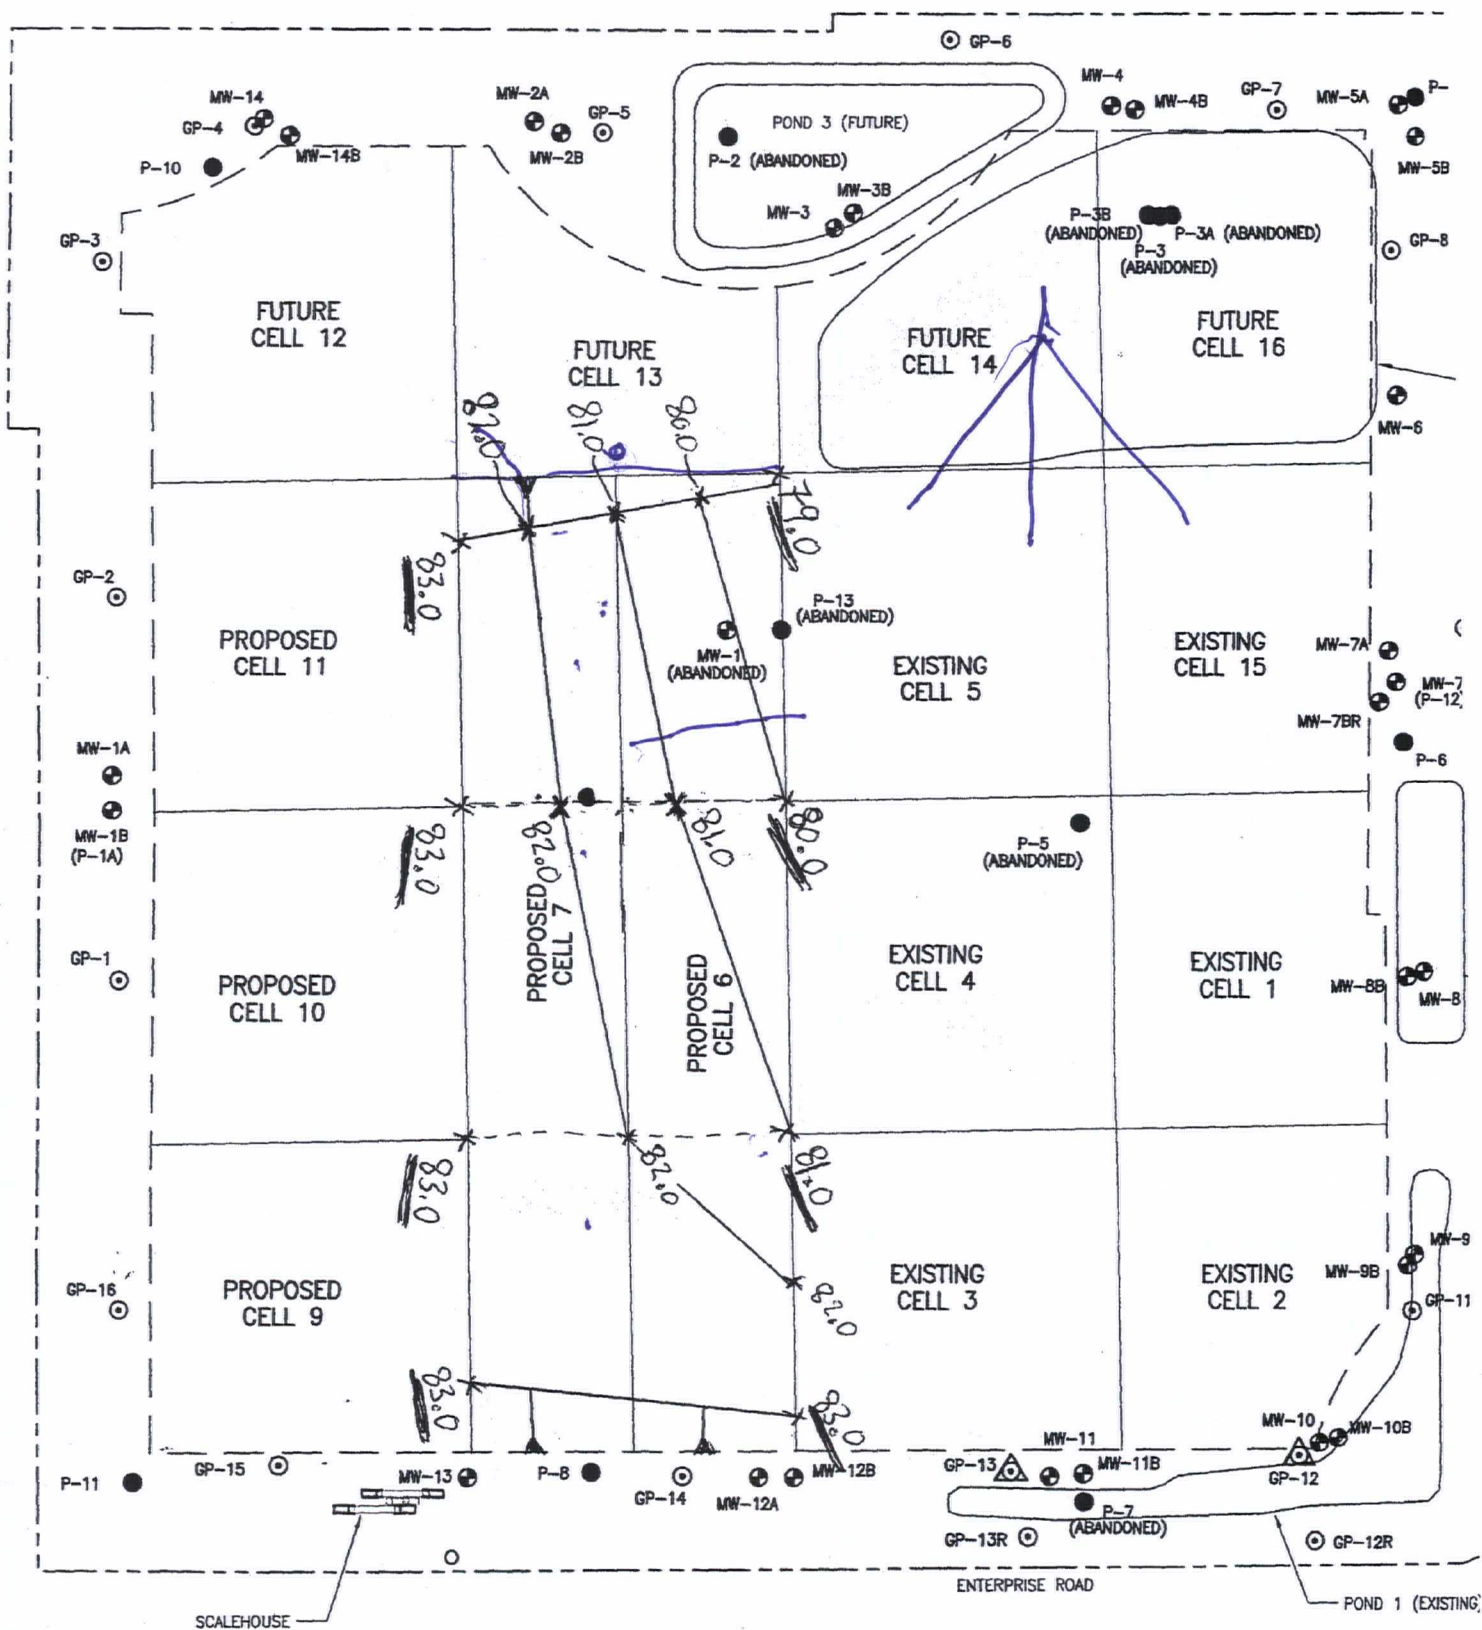 GP-6
MW-14
GP-4
MW-14B
P-10
MW-2A
GP-5
MW-2B
POND 3 (FUTURE)
P-2 (ABANDONED)
MW-3B
MW-3
MW-4
MW-4B
GP-7
MW-5A
P-
MW-5B
GP-3
P-3B
(ABANDONED)
P-3A (ABANDONED)
P-3
(ABANDONED)
GP-8
FUTURE
CELL 12
FUTURE
CELL 13
FUTURE
CELL 14
FUTURE
CELL 16
MW-6
82.0
81.0
80.0
79.0
83.0
GP-2
PROPOSED
CELL 11
P-13
(ABANDONED)
MW-1
(ABANDONED)
EXISTING
CELL 5
EXISTING
CELL 15
MW-7A
MW-7
(P-12)
MW-7BR
P-6
MW-1A
MW-1B
(P-1A)
83.0
82.0
81.0
80.0
P-5
(ABANDONED)
GP-1
PROPOSED
CELL 10
PROPOSED
CELL 7
PROPOSED
CELL 6
EXISTING
CELL 4
EXISTING
CELL 1
MW-8B
MW-8
83.0
82.0
81.0
GP-16
PROPOSED
CELL 9
82.0
EXISTING
CELL 3
EXISTING
CELL 2
MW-9
MW-9B
GP-11
83.0
83.0
P-11
GP-15
MW-13
P-8
GP-14
MW-12A
MW-12B
GP-13
MW-11
MW-11B
MW-10
MW-10B
GP-12
P-7
(ABANDONED)
GP-13R
GP-12R
ENTERPRISE ROAD
SCALEHOUSE
POND 1 (EXISTING)